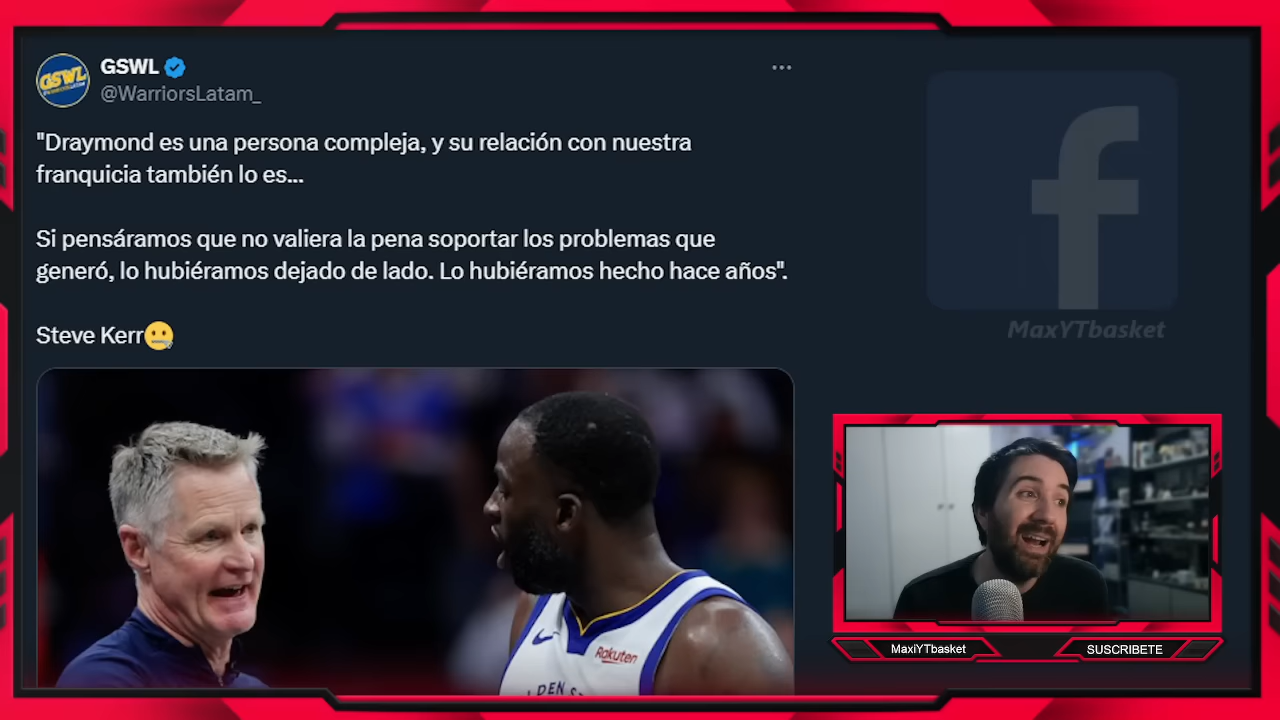 GSWL
GSWL
@WarriorsLatam_
"Draymond es una persona compleja, y su relación con nuestra
franquicia también lo es...
Si pensáramos que no valiera la pena soportar los problemas que
generó, lo hubiéramos dejado de lado. Lo hubiéramos hecho hace años".
Steve Kerr
MaxYTbasket
Rakuten
MaxiYTbasket
SUSCRIBETE